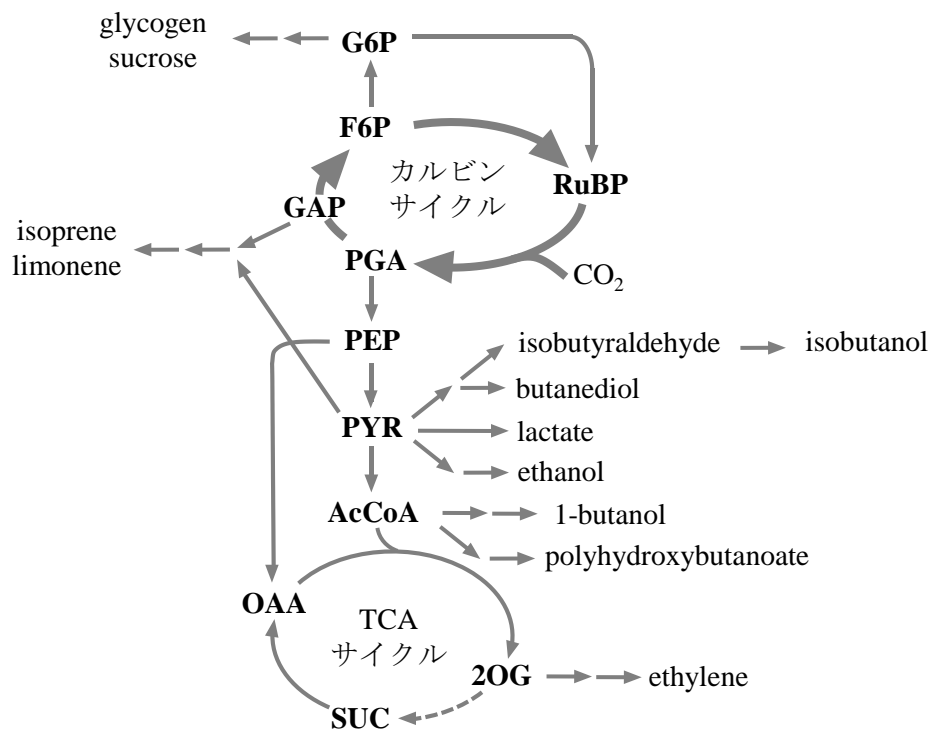 glycogen
sucrose
G6P
F6P
カルビン
サイクル
RuBP
GAP
isoprene
limonene
PGA
CO₂
PEP
isobutyraldehyde
isobutanol
butanediol
PYR
lactate
ethanol
AcCoA
1-butanol
polyhydroxybutanoate
OAA
TCA
サイクル
2OG
ethylene
SUC